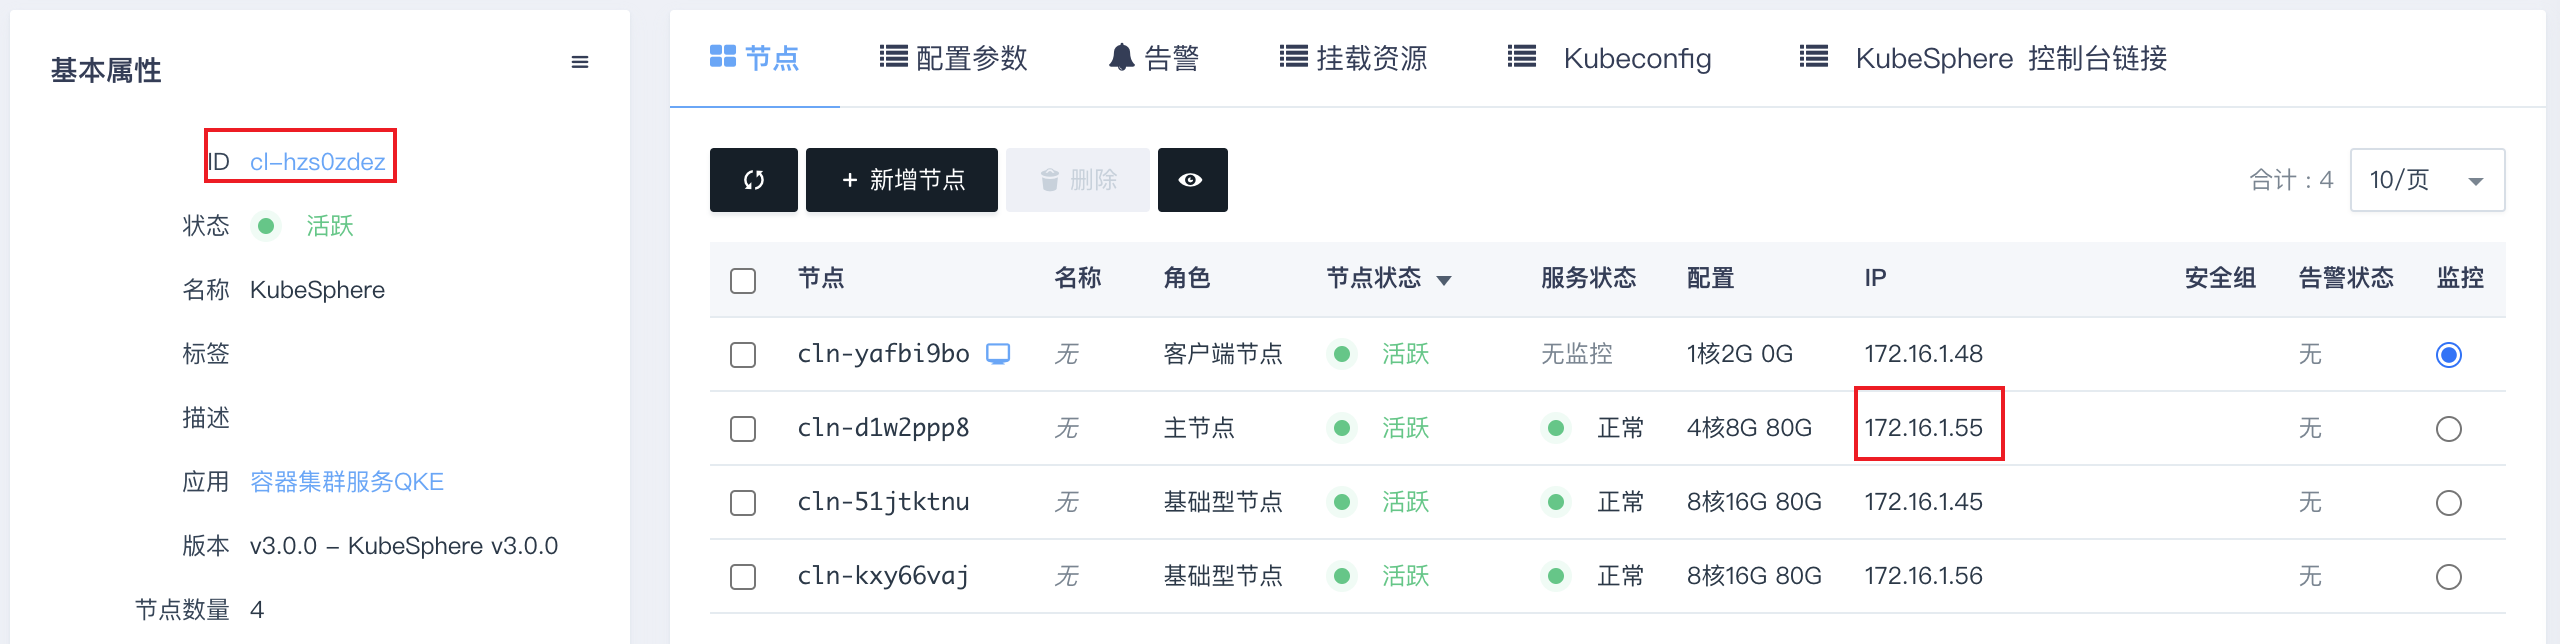 基本属性
ID cl-hzs0zdez
状态 活跃
名称 KubeSphere
标签
描述
应用 容器集群服务QKE
版本 v3.0.0 - KubeSphere v3.0.0
节点数量 4
节点 配置参数 告警 挂载资源 Kubeconfig KubeSphere 控制台链接
+ 新增节点 删除 合计：4 10/页
节点 名称 角色 节点状态 服务状态 配置 IP 安全组 告警状态 监控
cln-yafbi9bo 无 客户端节点 活跃 无监控 1核2G 0G 172.16.1.48 无
cln-d1w2ppp8 无 主节点 活跃 正常 4核8G 80G 172.16.1.55 无
cln-51jtktnu 无 基础型节点 活跃 正常 8核16G 80G 172.16.1.45 无
cln-kxy66vaj 无 基础型节点 活跃 正常 8核16G 80G 172.16.1.56 无